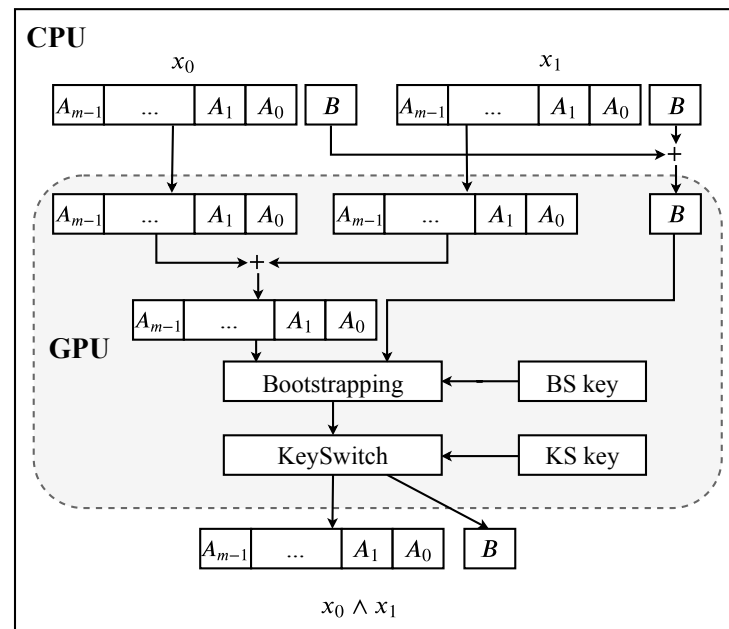 CPU
x₀ x₁
Aₘ₋₁ ... A₁ A₀ B Aₘ₋₁ ... A₁ A₀ B
+
Aₘ₋₁ ... A₁ A₀ Aₘ₋₁ ... A₁ A₀ B
+
Aₘ₋₁ ... A₁ A₀
GPU
Bootstrapping BS key
KeySwitch KS key
Aₘ₋₁ ... A₁ A₀ B
x₀ ∧ x₁